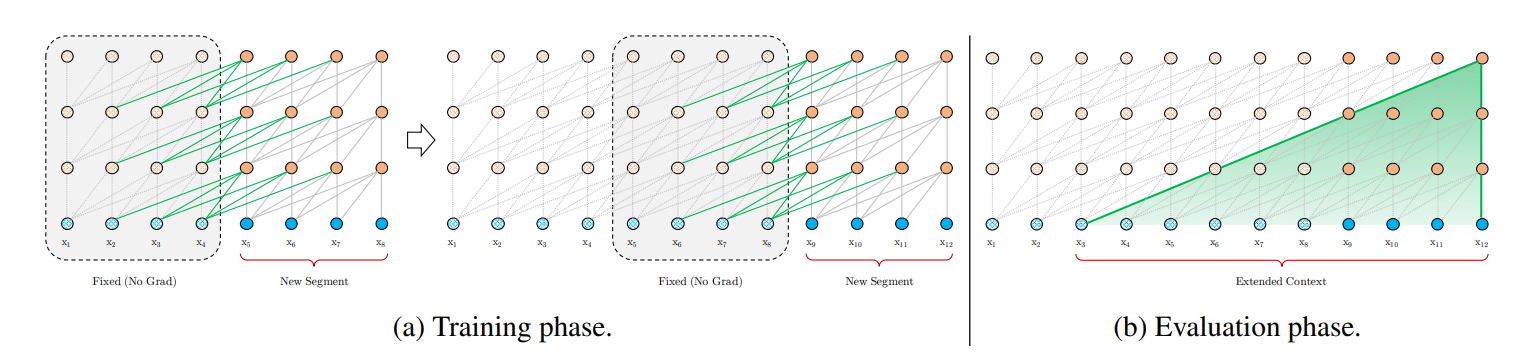 x₁ x₂ x₃ x₄ x₅ x₆ x₇ x₈
Fixed (No Grad) New Segment
x₁ x₂ x₃ x₄ x₅ x₆ x₇ x₈ x₉ x₁₀ x₁₁ x₁₂
Fixed (No Grad) New Segment
(a) Training phase.
x₁ x₂ x₃ x₄ x₅ x₆ x₇ x₈ x₉ x₁₀ x₁₁ x₁₂
Extended Context
(b) Evaluation phase.